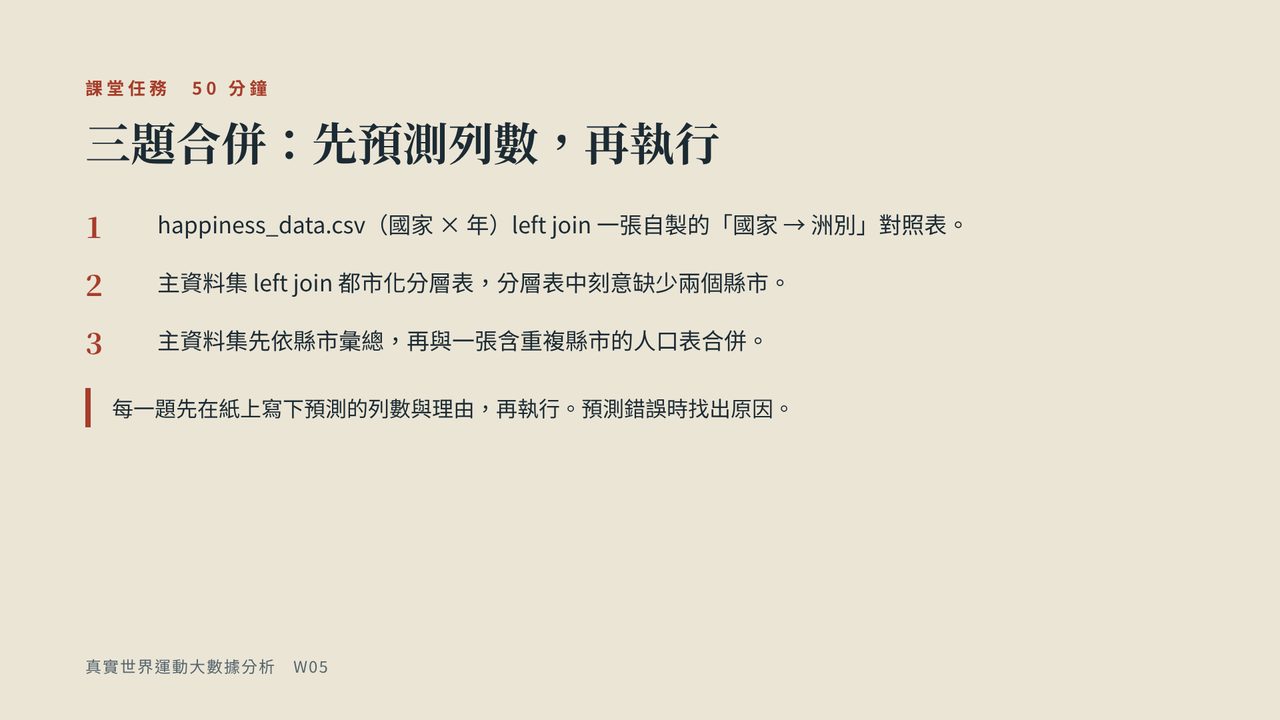 課堂任務　50 分鐘
三題合併：先預測列數，再執行
1 happiness_data.csv（國家 × 年）left join 一張自製的「國家 → 洲別」對照表。
2 主資料集 left join 都市化分層表，分層表中刻意缺少兩個縣市。
3 主資料集先依縣市彙總，再與一張含重複縣市的人口表合併。
每一題先在紙上寫下預測的列數與理由，再執行。預測錯誤時找出原因。
真實世界運動大數據分析　W05